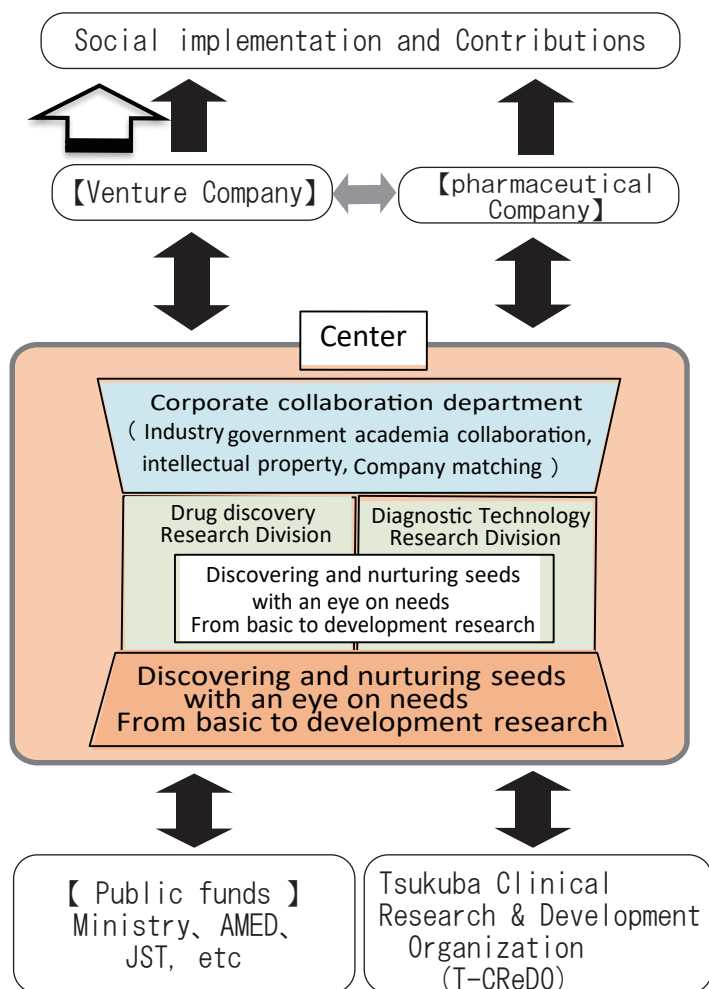 Social implementation and Contributions
【Venture Company】
【pharmaceutical
Company】
Center
Corporate collaboration department
( Industry government academia collaboration,
intellectual property, Company matching )
Drug discovery
Research Division
Diagnostic Technology
Research Division
Discovering and nurturing seeds
with an eye on needs
From basic to development research
Discovering and nurturing seeds
with an eye on needs
From basic to development research
【 Public funds 】
Ministry、AMED、
JST, etc
Tsukuba Clinical
Research & Development
Organization
(T-CReDO)